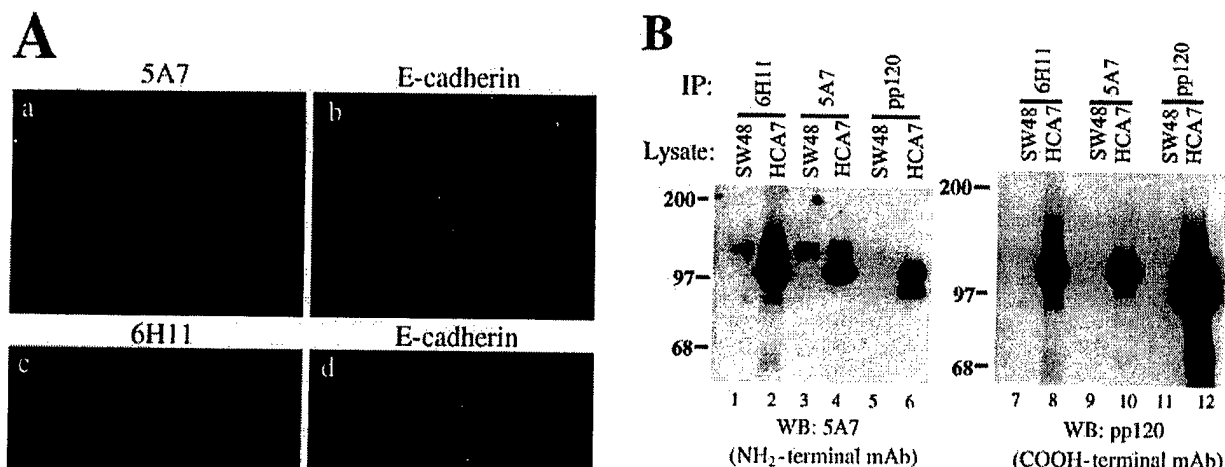 A
5A7
E-cadherin
a
b
6H11
E-cadherin
c
d
B
IP:
6H11
5A7
pp120
Lysate:
SW48
HCA7
SW48
HCA7
SW48
HCA7
200
97
68
1 2 3 4 5 6
WB: 5A7
(NH2-terminal mAb)
6H11
5A7
pp120
SW48
HCA7
SW48
HCA7
SW48
HCA7
200
97
68
7 8 9 10 11 12
WB: pp120
(COOH-terminal mAb)